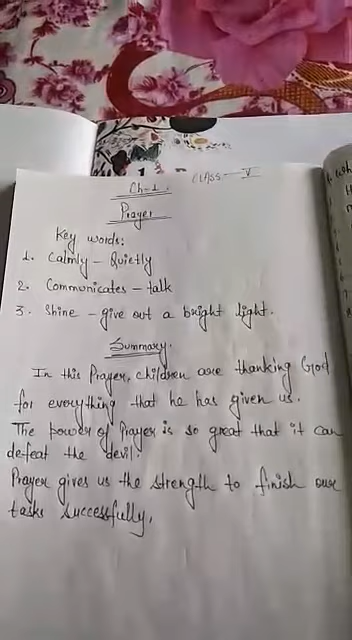 CLASS — V
Ch-1.
Prayer
Key words:
1. Calmly - Quietly
2. Communicates - talk
3. Shine - give out a bright light.
Summary.
In this Prayer, children are thanking God
for everything that he has given us.
The power of Prayer is so great that it can
defeat the devil.
Prayer gives us the strength to finish our
tasks successfully.